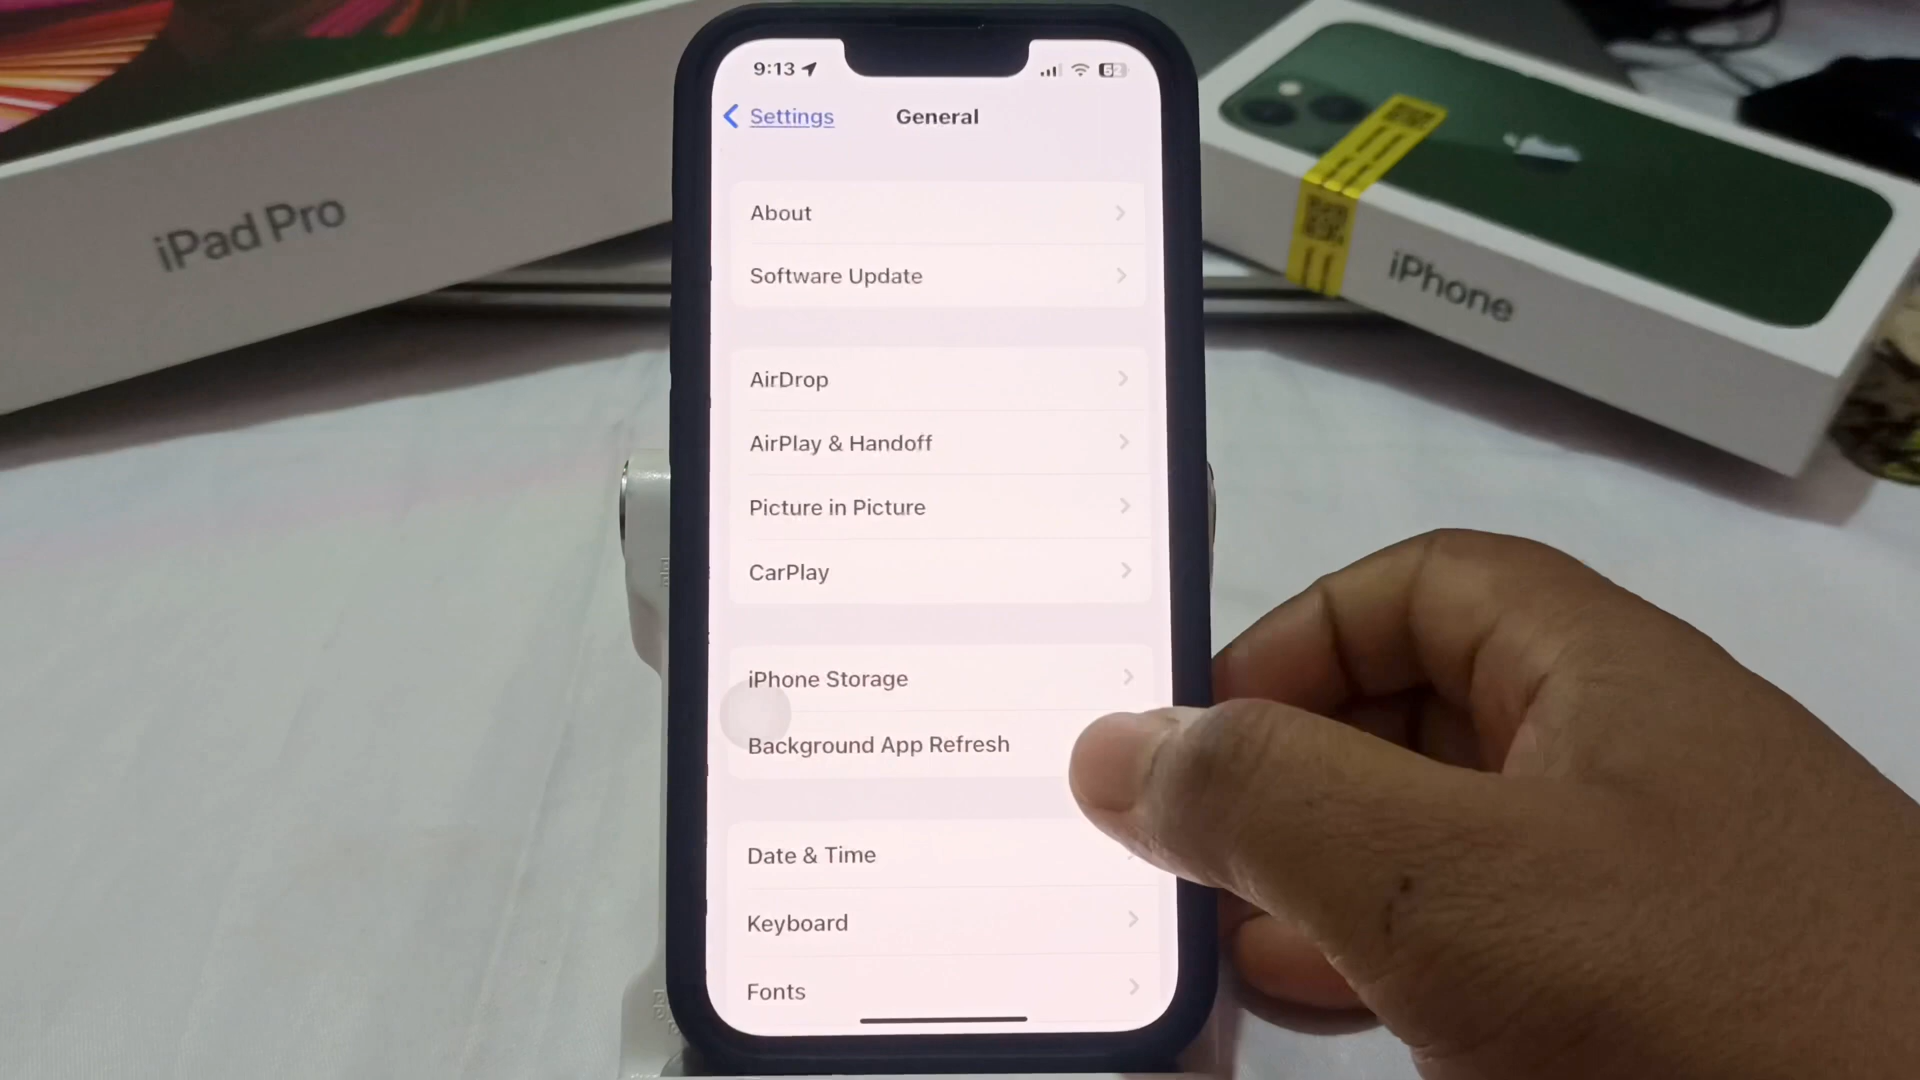 9:13
62
Settings
General
About
Software Update
AirDrop
AirPlay & Handoff
Picture in Picture
CarPlay
iPhone Storage
Background App Refresh
Date & Time
Keyboard
Fonts
iPad Pro
iPhone